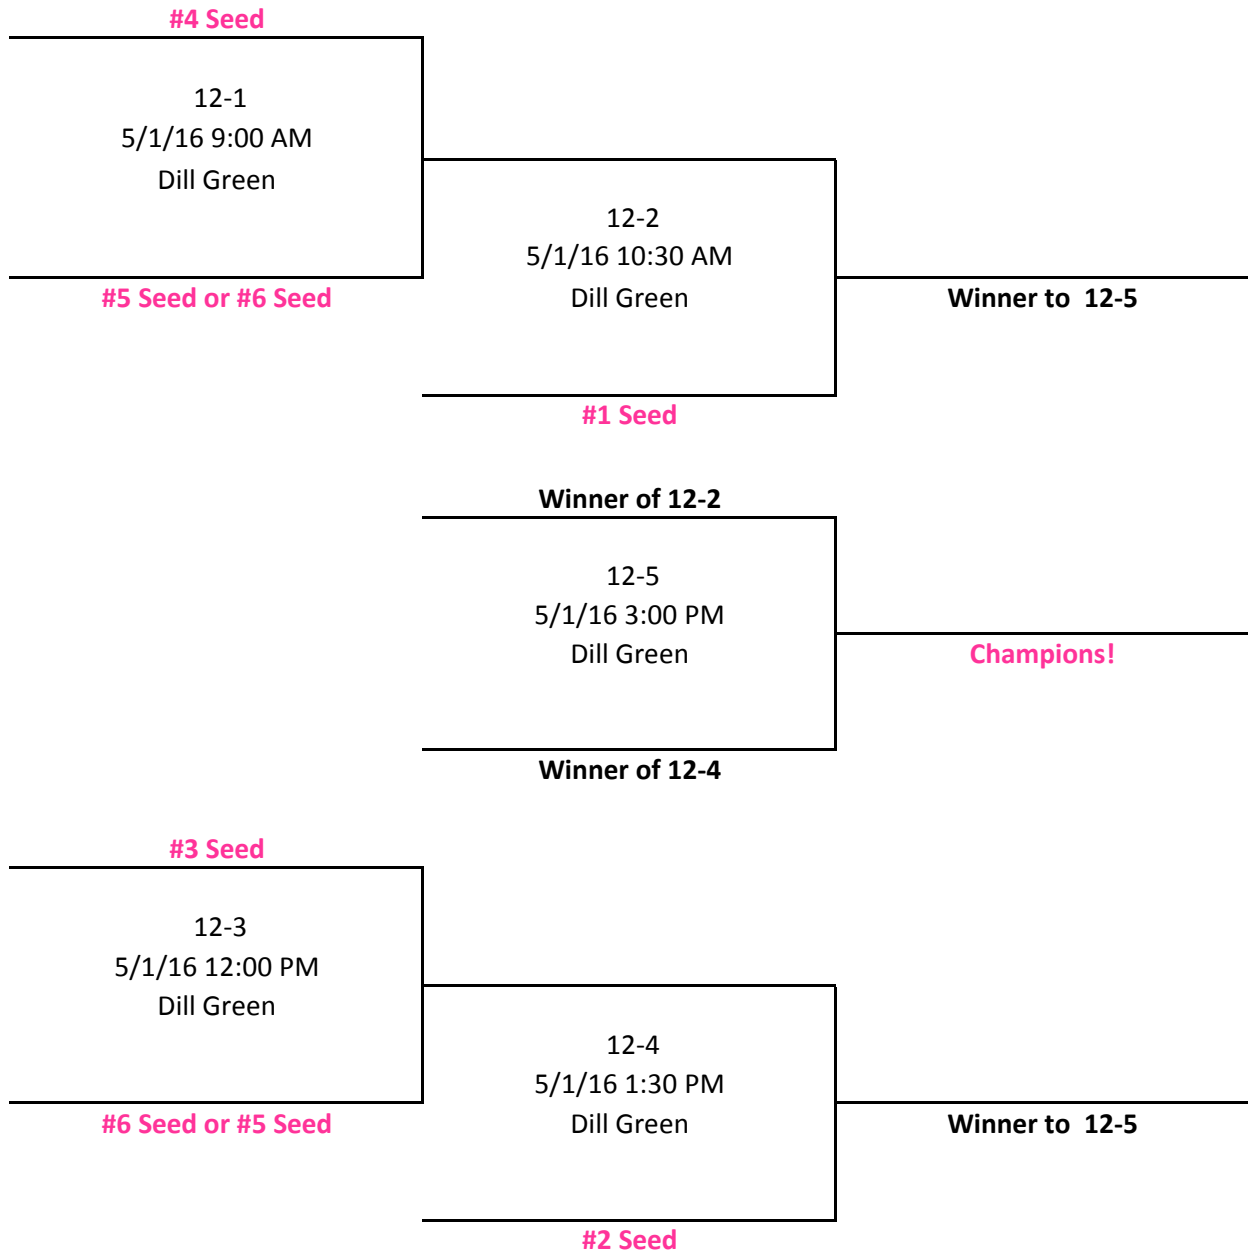 #4 Seed
12-1
5/1/16 9:00 AM
Dill Green
#5 Seed or #6 Seed
12-2
5/1/16 10:30 AM
Dill Green
#1 Seed
Winner to  12-5
Winner of 12-2
12-5
5/1/16 3:00 PM
Dill Green
Winner of 12-4
Champions!
#3 Seed
12-3
5/1/16 12:00 PM
Dill Green
#6 Seed or #5 Seed
12-4
5/1/16 1:30 PM
Dill Green
#2 Seed
Winner to  12-5